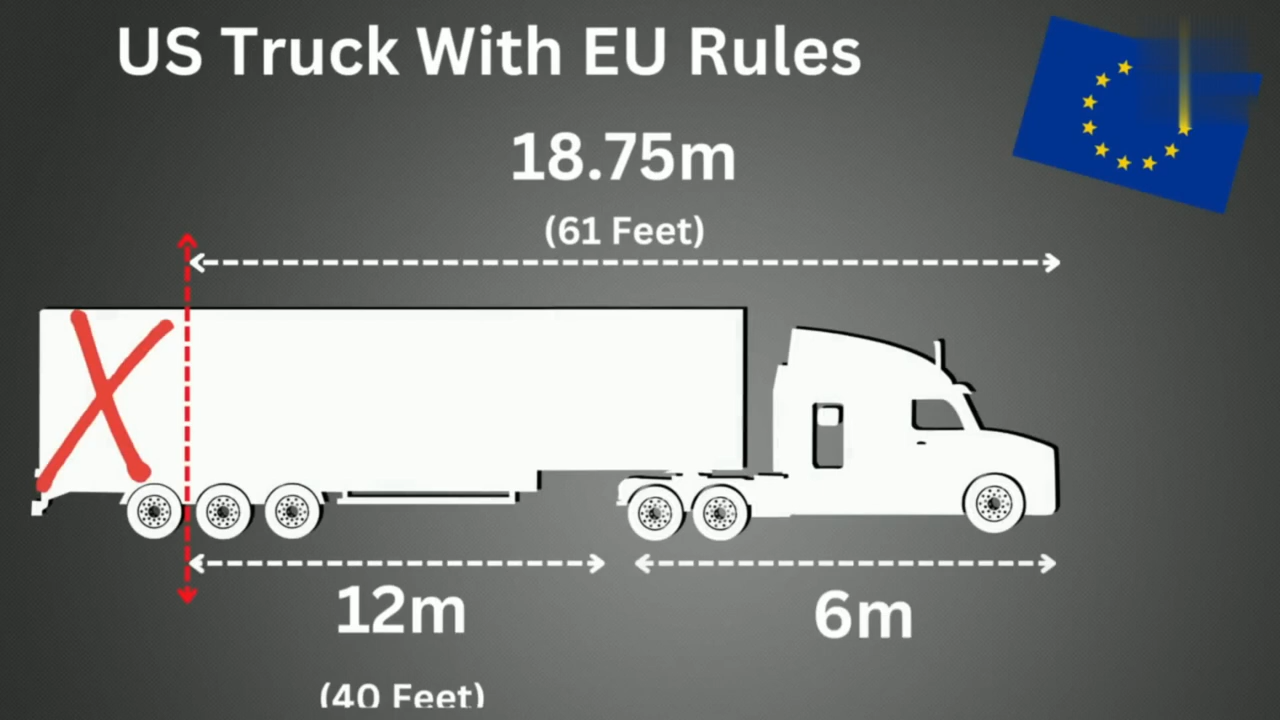 US Truck With EU Rules
18.75m
(61 Feet)
12m
6m
(40 Feet)